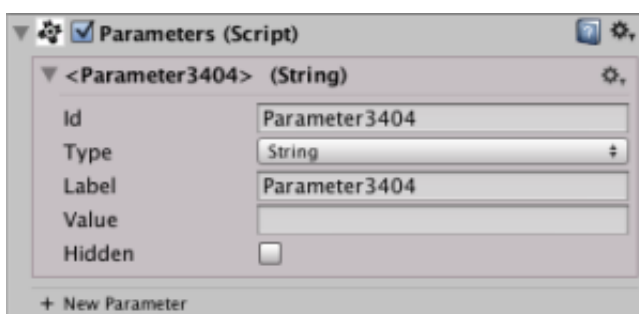 Parameters (Script)
<Parameter3404> (String)
Id Parameter3404
Type String
Label Parameter3404
Value
Hidden
+ New Parameter